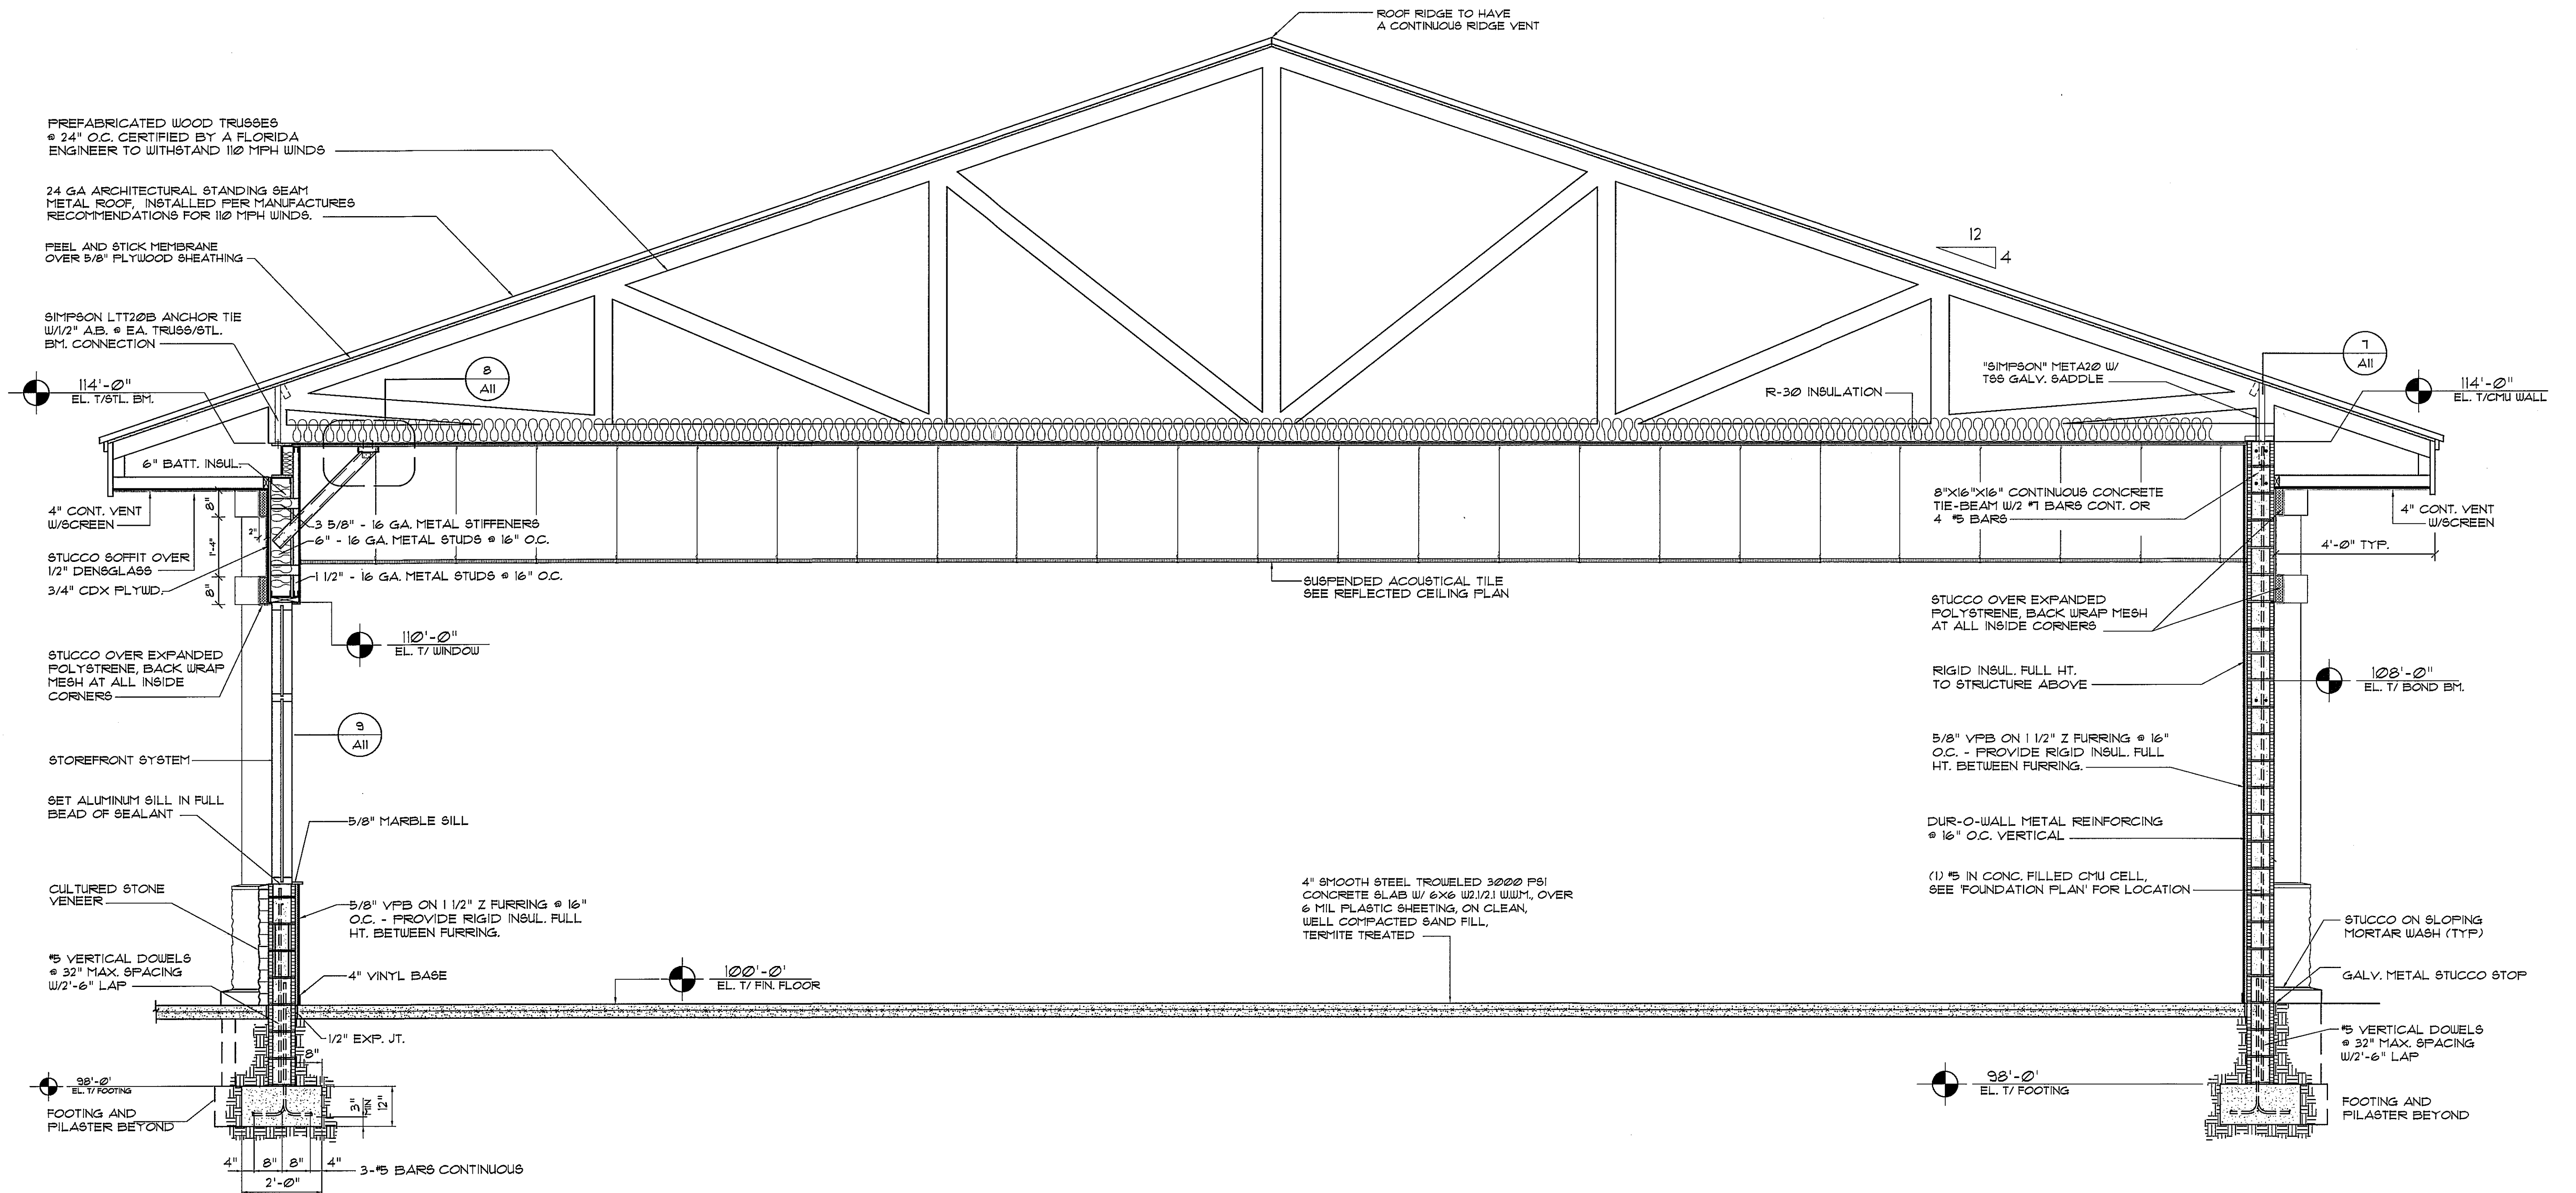 ROOF RIDGE TO HAVE
A CONTINUOUS RIDGE VENT
PREFABRICATED WOOD TRUSSES
@ 24" O.C. CERTIFIED BY A FLORIDA
ENGINEER TO WITHSTAND 110 MPH WINDS
24 GA ARCHITECTURAL STANDING SEAM
METAL ROOF, INSTALLED PER MANUFACTURES
RECOMMENDATIONS FOR 110 MPH WINDS.
PEEL AND STICK MEMBRANE
OVER 5/8" PLYWOOD SHEATHING
SIMPSON LTT20B ANCHOR TIE
W/1/2" A.B. @ EA. TRUSS/STL.
BM. CONNECTION
114'-0"
EL. T/STL. BM.
8
A11
12
4
"SIMPSON" META20 W/
TSS GALV. SADDLE
7
A11
R-30 INSULATION
114'-0"
EL. T/CMU WALL
6" BATT. INSUL.
4" CONT. VENT
W/SCREEN
8"
2"
1'-4"
8"
STUCCO SOFFIT OVER
1/2" DENSGLASS
3/4" CDX PLYWD.
3 5/8" - 16 GA. METAL STIFFENERS
6" - 16 GA. METAL STUDS @ 16" O.C.
1 1/2" - 16 GA. METAL STUDS @ 16" O.C.
SUSPENDED ACOUSTICAL TILE
SEE REFLECTED CEILING PLAN
8"X16"X16" CONTINUOUS CONCRETE
TIE-BEAM W/2 #7 BARS CONT. OR
4 #5 BARS
4" CONT. VENT
W/SCREEN
4'-0" TYP.
STUCCO OVER EXPANDED
POLYSTRENE, BACK WRAP MESH
AT ALL INSIDE CORNERS
110'-0"
EL. T/ WINDOW
STUCCO OVER EXPANDED
POLYSTRENE, BACK WRAP
MESH AT ALL INSIDE
CORNERS
RIGID INSUL. FULL HT.
TO STRUCTURE ABOVE
108'-0"
EL. T/ BOND BM.
9
A11
STOREFRONT SYSTEM
5/8" VPB ON 1 1/2" Z FURRING @ 16"
O.C. - PROVIDE RIGID INSUL. FULL
HT. BETWEEN FURRING.
SET ALUMINUM SILL IN FULL
BEAD OF SEALANT
5/8" MARBLE SILL
DUR-O-WALL METAL REINFORCING
@ 16" O.C. VERTICAL
CULTURED STONE
VENEER
5/8" VPB ON 1 1/2" Z FURRING @ 16"
O.C. - PROVIDE RIGID INSUL. FULL
HT. BETWEEN FURRING.
4" SMOOTH STEEL TROWELED 3000 PSI
CONCRETE SLAB W/ 6X6 W2.1/2.1 W.W.M., OVER
6 MIL PLASTIC SHEETING, ON CLEAN,
WELL COMPACTED SAND FILL,
TERMITE TREATED
(1) #5 IN CONC. FILLED CMU CELL,
SEE 'FOUNDATION PLAN' FOR LOCATION
STUCCO ON SLOPING
MORTAR WASH (TYP)
#5 VERTICAL DOWELS
@ 32" MAX. SPACING
W/2'-6" LAP
4" VINYL BASE
100'-0'
EL. T/ FIN. FLOOR
GALV. METAL STUCCO STOP
1/2" EXP. JT.
8"
#5 VERTICAL DOWELS
@ 32" MAX. SPACING
W/2'-6" LAP
98'-0'
EL. T/ FOOTING
3"
MIN
12"
98'-0'
EL. T/ FOOTING
FOOTING AND
PILASTER BEYOND
FOOTING AND
PILASTER BEYOND
4" 8" 8" 4"
3-#5 BARS CONTINUOUS
2'-0"